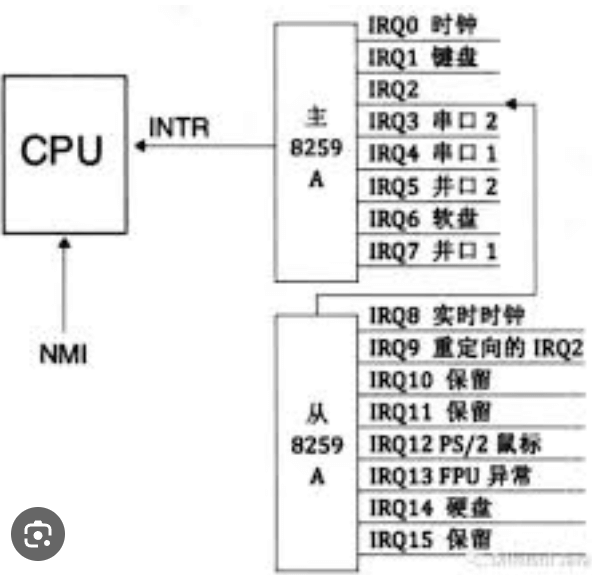 IRQ0 时钟
IRQ1 键盘
IRQ2
IRQ3 串口 2
IRQ4 串口 1
IRQ5 并口 2
IRQ6 软盘
IRQ7 并口 1
主
8259
A
INTR
CPU
NMI
IRQ8 实时时钟
IRQ9 重定向的 IRQ2
IRQ10 保留
IRQ11 保留
IRQ12 PS/2 鼠标
IRQ13 FPU 异常
IRQ14 硬盘
IRQ15 保留
从
8259
A